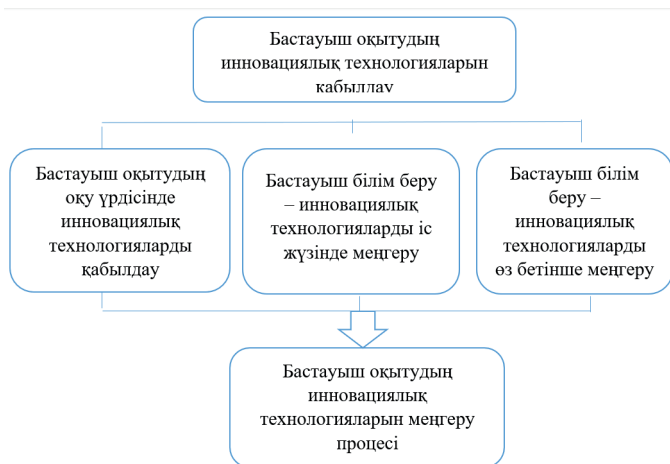 Бастауыш оқытудың
инновациялық технологияларын
қабылдау
Бастауыш оқытудың
оқу үрдісінде
инновациялық
технологияларды
қабылдау
Бастауыш білім беру
– инновациялық
технологияларды іс
жүзінде меңгеру
Бастауыш білім
беру –
инновациялық
технологияларды
өз бетінше меңгеру
Бастауыш оқытудың
инновациялық
технологияларын меңгеру
процесі